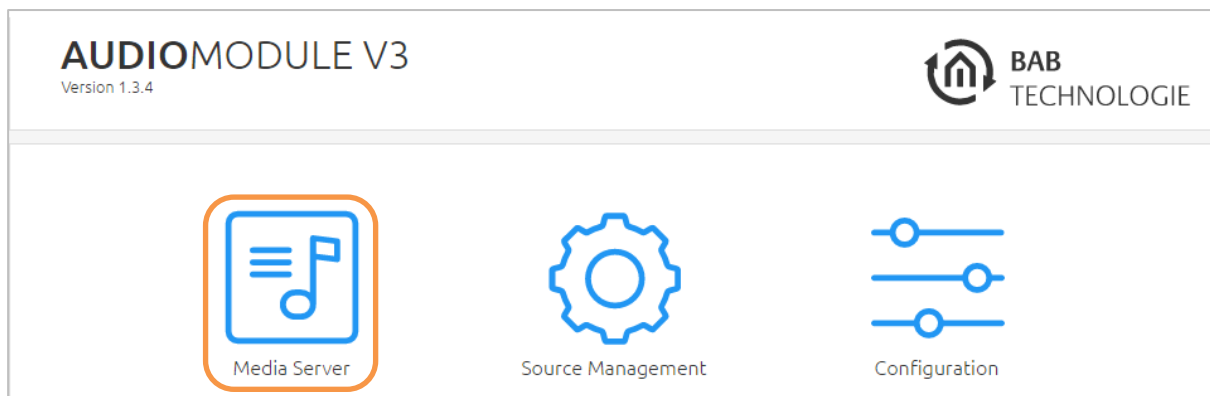 AUDIOMODULE V3
Version 1.3.4
BAB
TECHNOLOGIE
Media Server
Source Management
Configuration